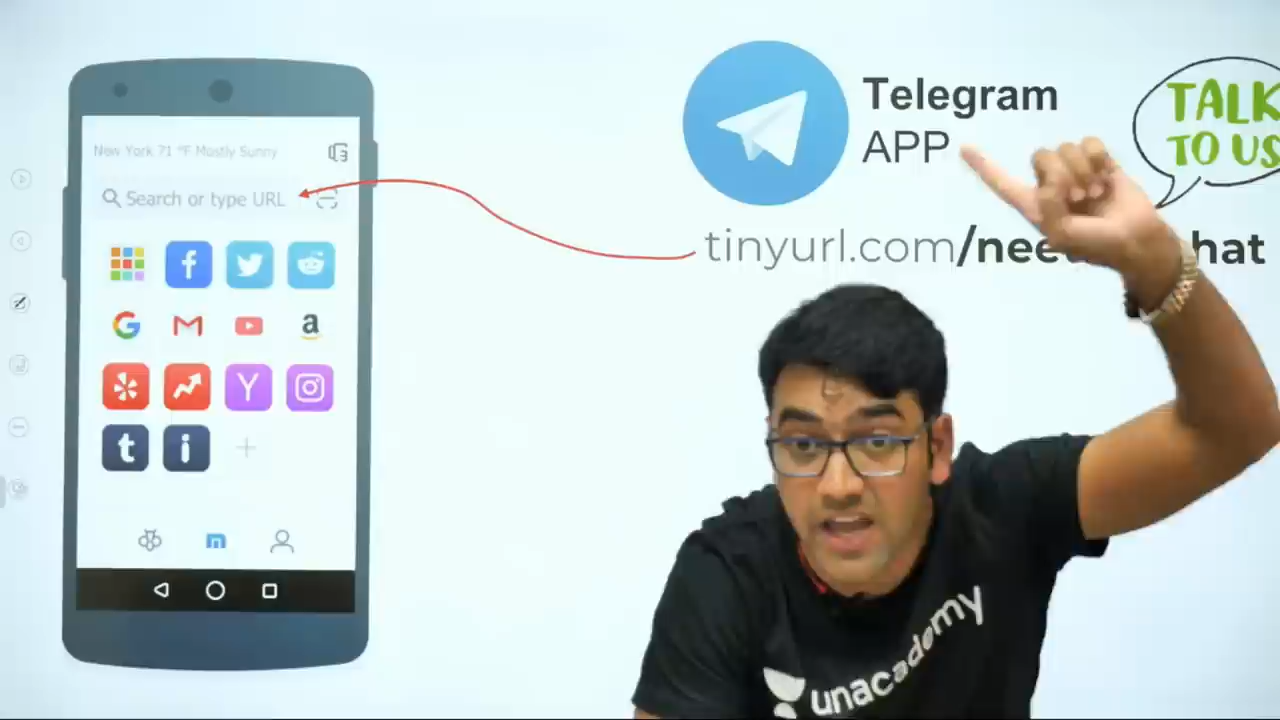 New York 71 °F Mostly Sunny
Search or type URL
Telegram
APP
TALK
TO US
tinyurl.com/nee hat
unacademy